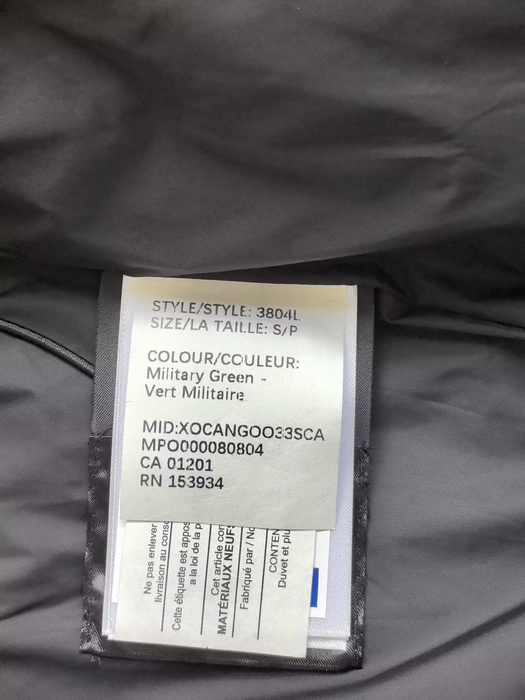 STYLE/STYLE: 3804L
SIZE/LA TAILLE: S/P
COLOUR/COULEUR:
Military Green -
Vert Militaire
MID:XOCANGOO33SCA
MPO000080804
CA 01201
RN 153934
Ne pas enlever
livraison au cons
Cette étiquette est appos
a la loi de la p
Cet article con
MATÉRIAUX NEUFS
Fabriqué par / No
CONTEN
Duvet et plu